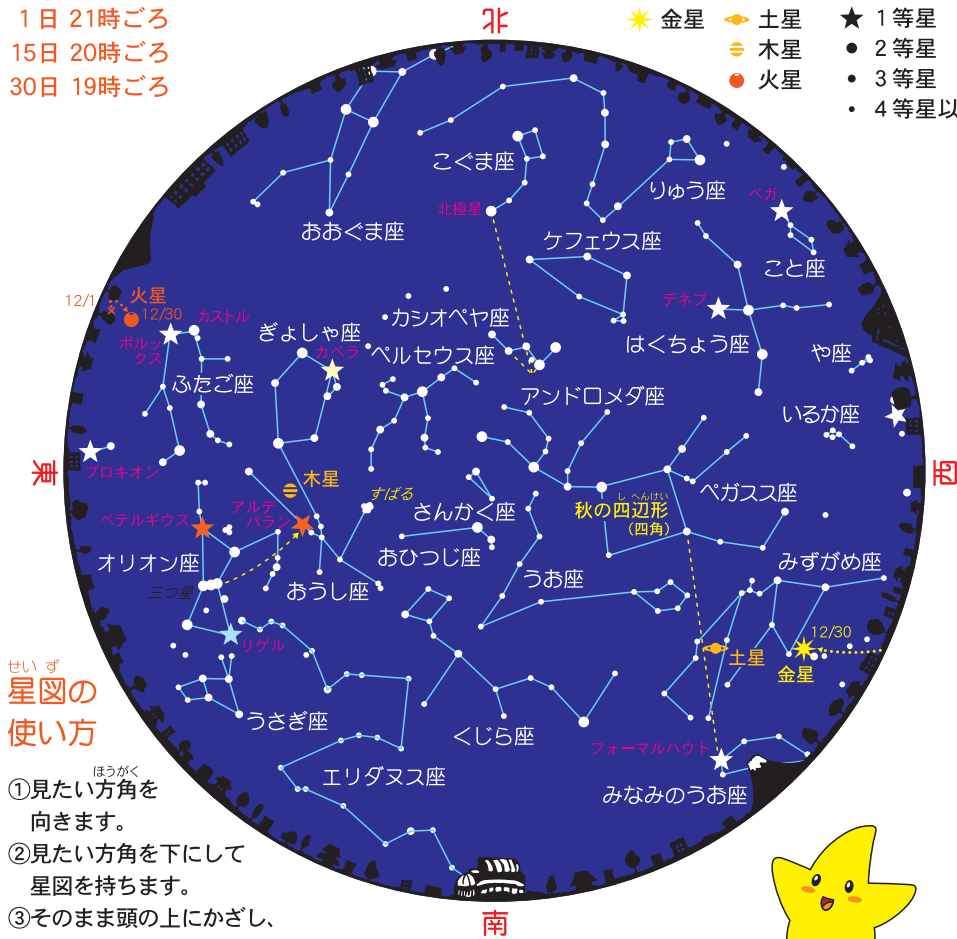 1日 21時ごろ
15日 20時ごろ
30日 19時ごろ
北
金星
土星
木星
火星
1等星
2等星
3等星
4等星以
こぐま座
北極星
おおぐま座
りゅう座
ベガ
ケフェウス座
こと座
デネブ
はくちょう座
や座
いるか座
12/1
火星
12/30
カストル
ポルッ
クス
ふたご座
ぎょしゃ座
カペラ
カシオペヤ座
ペルセウス座
アンドロメダ座
東
西
プロキオン
木星
すばる
アルデ
バラン
ベテルギウス
オリオン座
三つ星
おうし座
さんかく座
おひつじ座
うお座
し へんけい
秋の四辺形
(四角)
ペガスス座
みずがめ座
12/30
金星
土星
リゲル
うさぎ座
エリダヌス座
くじら座
フォーマルハウト
みなみのうお座
南
せい ず
星図の
使い方
ほうがく
①見たい方角を
向きます。
②見たい方角を下にして
星図を持ちます。
③そのまま頭の上にかざし、